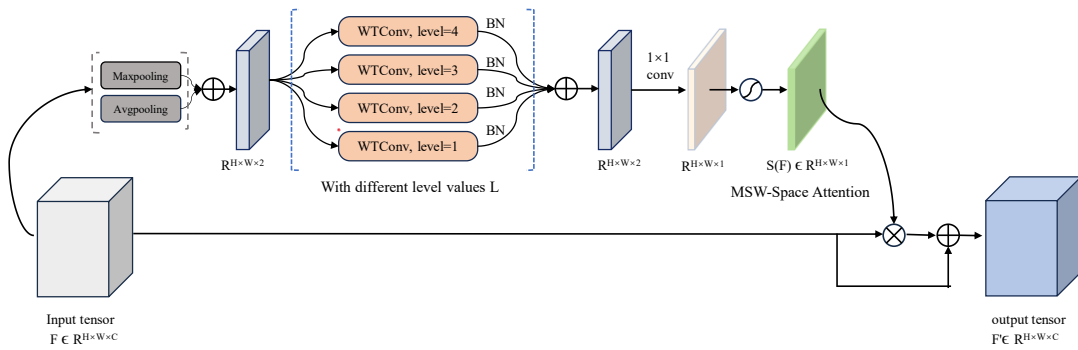 Maxpooling
Avgpooling
R^H×W×2
WTConv, level=4
WTConv, level=3
WTConv, level=2
WTConv, level=1
BN
BN
BN
BN
With different level values L
R^H×W×2
1×1
conv
R^H×W×1
S(F) ∈ R^H×W×1
MSW-Space Attention
Input tensor
F ∈ R^H×W×C
output tensor
F'∈ R^H×W×C